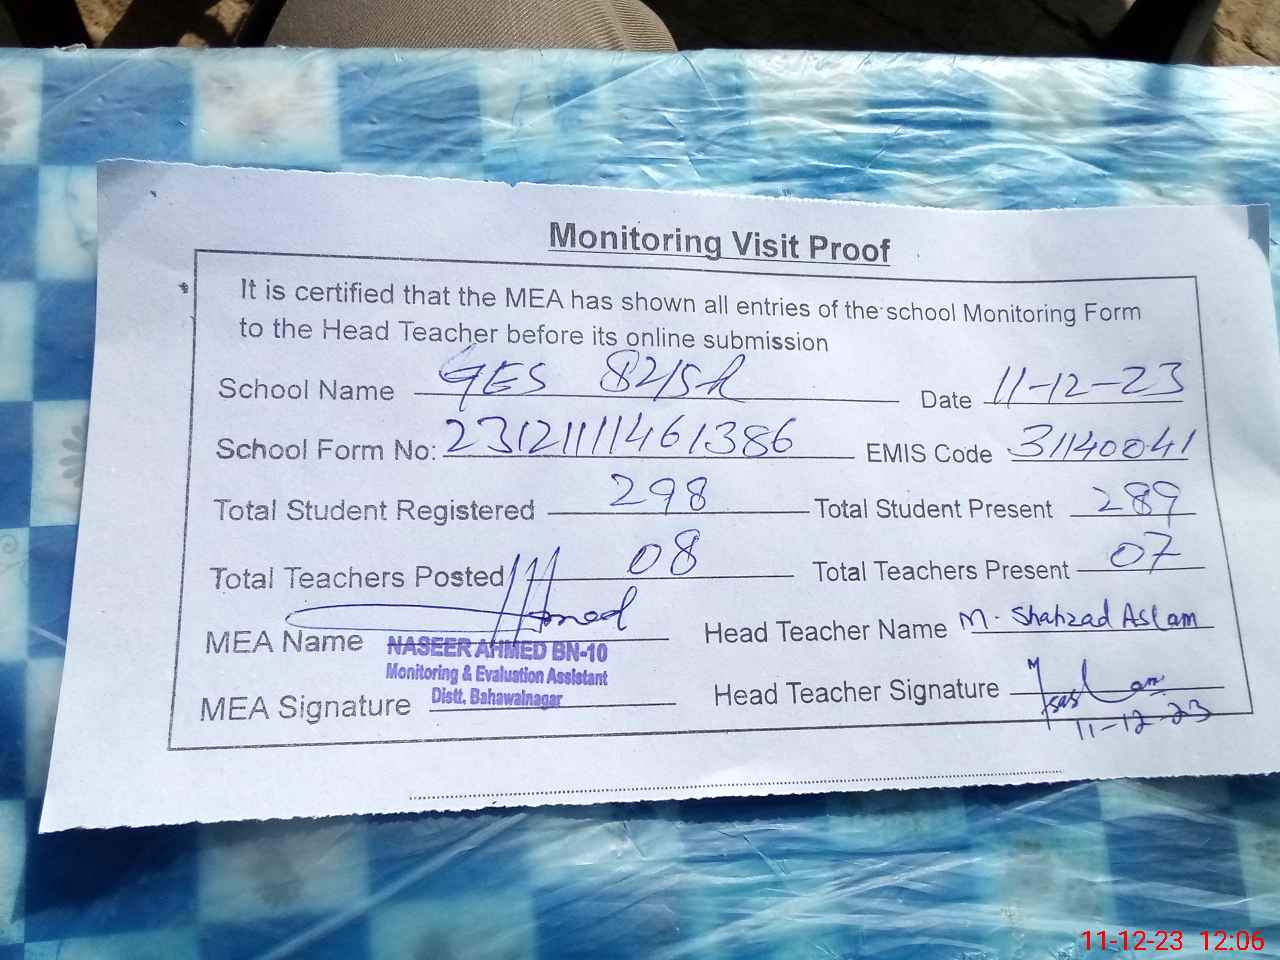 Monitoring Visit Proof
It is certified that the MEA has shown all entries of the school Monitoring Form
to the Head Teacher before its online submission
School Name GES 82/5R Date 11-12-23
School Form No: 23121111461386 EMIS Code 31140041
Total Student Registered 298 Total Student Present 289
Total Teachers Posted 08 Total Teachers Present 07
MEA Name Head Teacher Name M. Shahzad Aslam
NASEER AHMED BN-10
Monitoring & Evaluation Assistant
Distt. Bahawalnagar
MEA Signature Head Teacher Signature
11-12-23
11-12-23 12:06